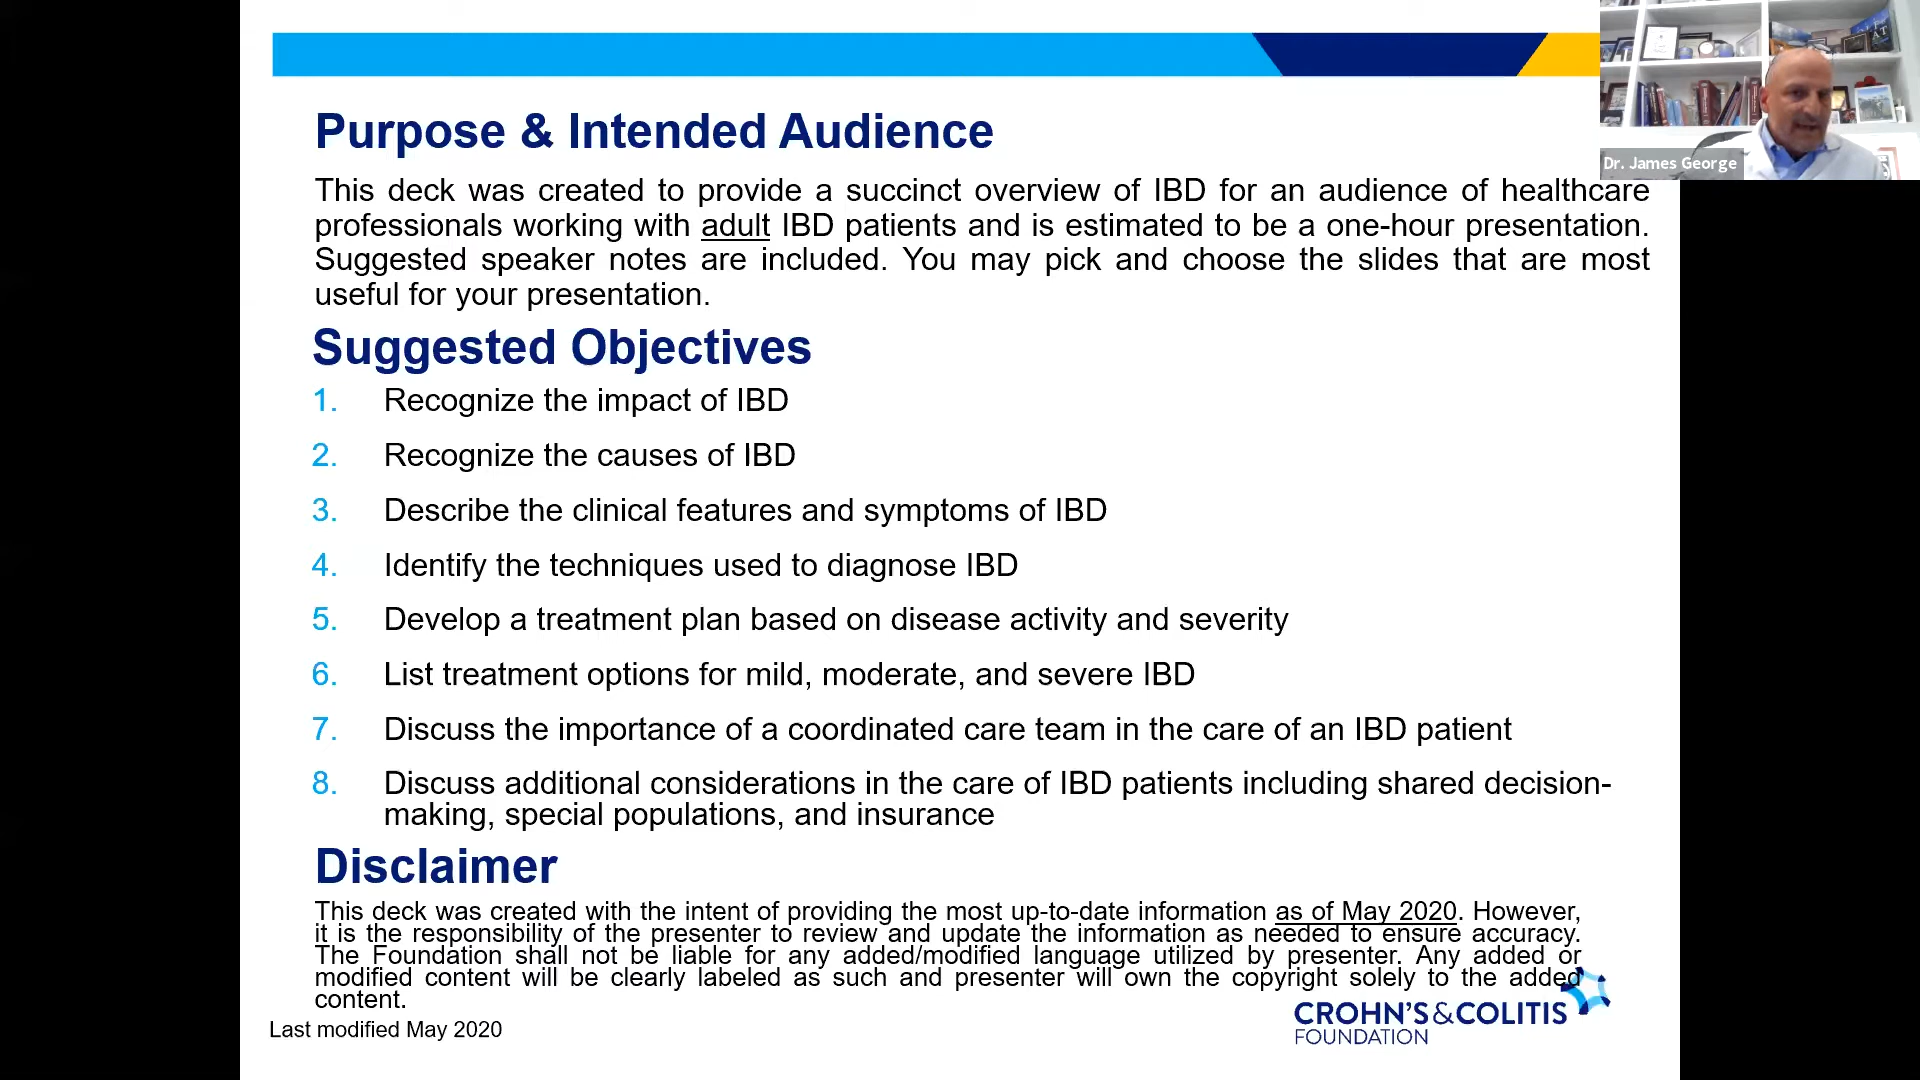 Purpose & Intended Audience
This deck was created to provide a succinct overview of IBD for an audience of healthcare
professionals working with adult IBD patients and is estimated to be a one-hour presentation.
Suggested speaker notes are included. You may pick and choose the slides that are most
useful for your presentation.
Suggested Objectives
1. Recognize the impact of IBD
2. Recognize the causes of IBD
3. Describe the clinical features and symptoms of IBD
4. Identify the techniques used to diagnose IBD
5. Develop a treatment plan based on disease activity and severity
6. List treatment options for mild, moderate, and severe IBD
7. Discuss the importance of a coordinated care team in the care of an IBD patient
8. Discuss additional considerations in the care of IBD patients including shared decision-
making, special populations, and insurance
Disclaimer
This deck was created with the intent of providing the most up-to-date information as of May 2020. However,
it is the responsibility of the presenter to review and update the information as needed to ensure accuracy.
The Foundation shall not be liable for any added/modified language utilized by presenter. Any added or
modified content will be clearly labeled as such and presenter will own the copyright solely to the added
content.
Last modified May 2020
CROHN'S&COLITIS
FOUNDATION
Dr. James George